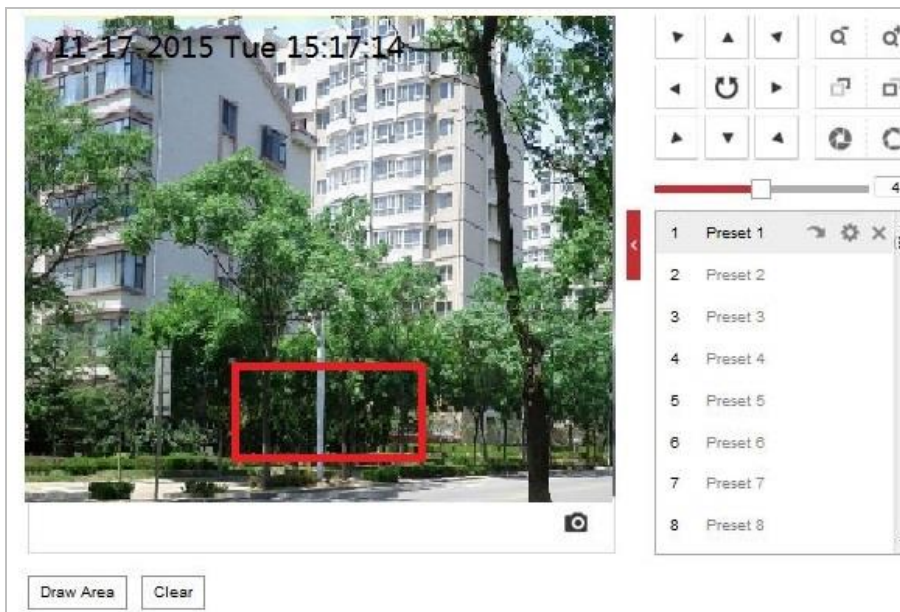 11-17-2015 Tue 15:17:14
4
1 Preset 1
2 Preset 2
3 Preset 3
4 Preset 4
5 Preset 5
6 Preset 6
7 Preset 7
8 Preset 8
Draw Area Clear